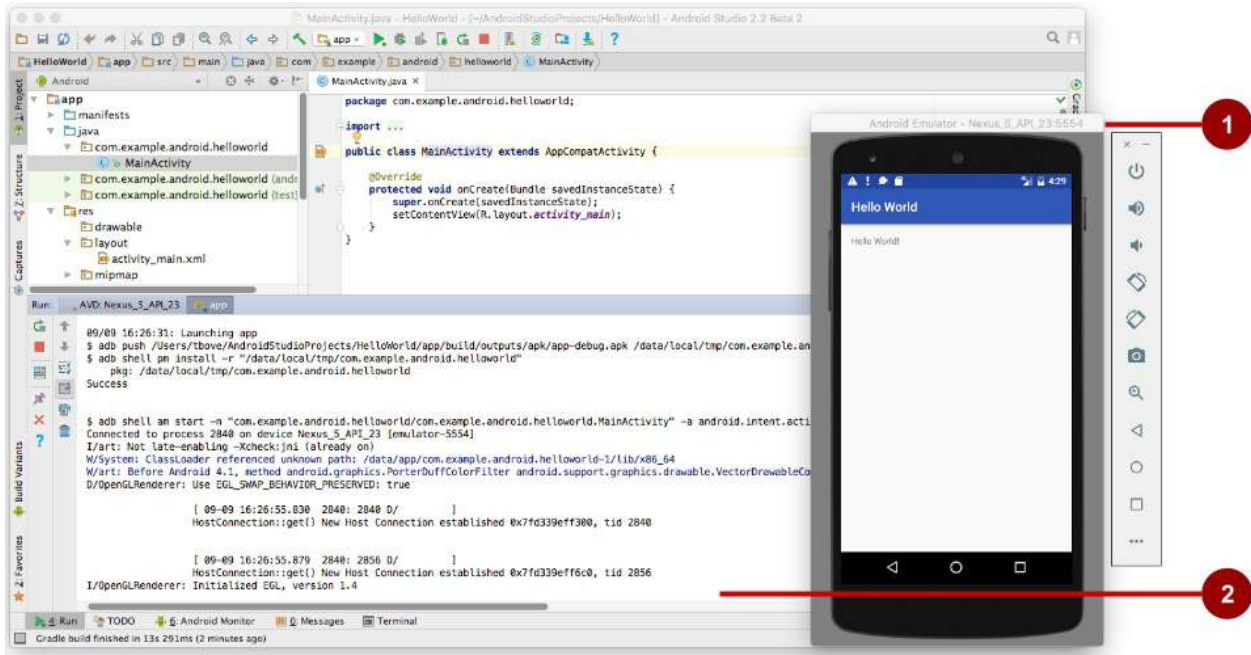 MainActivity.java - HelloWorld - [~/AndroidStudioProjects/HelloWorld] - Android Studio 2.2 Beta 2
app
HelloWorld app src main java com example android helloworld MainActivity
Android
MainActivity.java
1: Project
Z: Structure
Captures
Build Variants
2: Favorites
app
manifests
java
com.example.android.helloworld
MainActivity
com.example.android.helloworld (andr
com.example.android.helloworld (test)
res
drawable
layout
activity_main.xml
mipmap
package com.example.android.helloworld;
import ...
public class MainActivity extends AppCompatActivity {
@Override
protected void onCreate(Bundle savedInstanceState) {
super.onCreate(savedInstanceState);
setContentView(R.layout.activity_main);
}
}
Run: AVD: Nexus_5_API_23 app
09/09 16:26:31: Launching app
$ adb push /Users/tbove/AndroidStudioProjects/HelloWorld/app/build/outputs/apk/app-debug.apk /data/local/tmp/com.example.an
$ adb shell pm install -r "/data/local/tmp/com.example.android.helloworld"
pkg: /data/local/tmp/com.example.android.helloworld
Success
$ adb shell am start -n "com.example.android.helloworld/com.example.android.helloworld.MainActivity" -a android.intent.acti
Connected to process 2840 on device Nexus_5_API_23 [emulator-5554]
I/art: Not late-enabling -Xcheck:jni (already on)
W/System: ClassLoader referenced unknown path: /data/app/com.example.android.helloworld-1/lib/x86_64
W/art: Before Android 4.1, method android.graphics.PorterDuffColorFilter android.support.graphics.drawable.VectorDrawableCo
D/OpenGLRenderer: Use EGL_SWAP_BEHAVIOR_PRESERVED: true
[ 09-09 16:26:55.830 2840: 2840 D/ ]
HostConnection::get() New Host Connection established 0x7fd339eff300, tid 2840
[ 09-09 16:26:55.879 2840: 2856 D/ ]
HostConnection::get() New Host Connection established 0x7fd339eff6c0, tid 2856
I/OpenGLRenderer: Initialized EGL, version 1.4
4: Run TODO 6: Android Monitor 0: Messages Terminal
Gradle build finished in 13s 291ms (2 minutes ago)
Android Emulator - Nexus_5_API_23:5554
4:29
Hello World
Hello World!
1
2